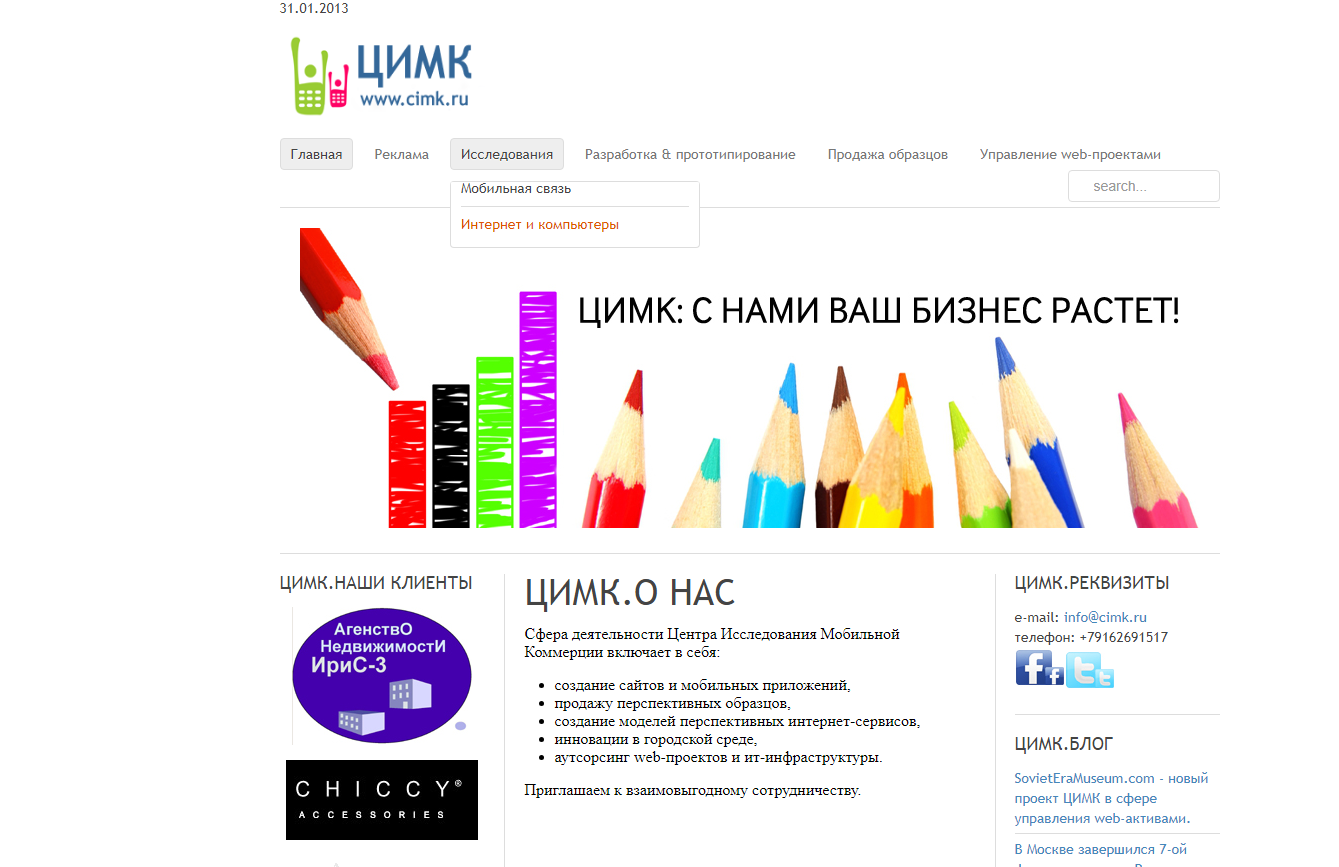 31.01.2013
ЦИМК
www.cimk.ru
Главная Реклама Исследования Разработка & прототипирование Продажа образцов Управление web-проектами
search...
Мобильная связь
Интернет и компьютеры
ЦИМК: С НАМИ ВАШ БИЗНЕС РАСТЕТ!
ЦИМК.НАШИ КЛИЕНТЫ
АгенствО
НедвижимостИ
ИриС-3
CHICCY®
ACCESSORIES
ЦИМК.О НАС
Сфера деятельности Центра Исследования Мобильной
Коммерции включает в себя:
• создание сайтов и мобильных приложений,
• продажу перспективных образцов,
• создание моделей перспективных интернет-сервисов,
• инновации в городской среде,
• аутсорсинг web-проектов и ит-инфраструктуры.
Приглашаем к взаимовыгодному сотрудничеству.
ЦИМК.РЕКВИЗИТЫ
e-mail: info@cimk.ru
телефон: +79162691517
ЦИМК.БЛОГ
SovietEraMuseum.com - новый
проект ЦИМК в сфере
управления web-активами.
В Москве завершился 7-ой